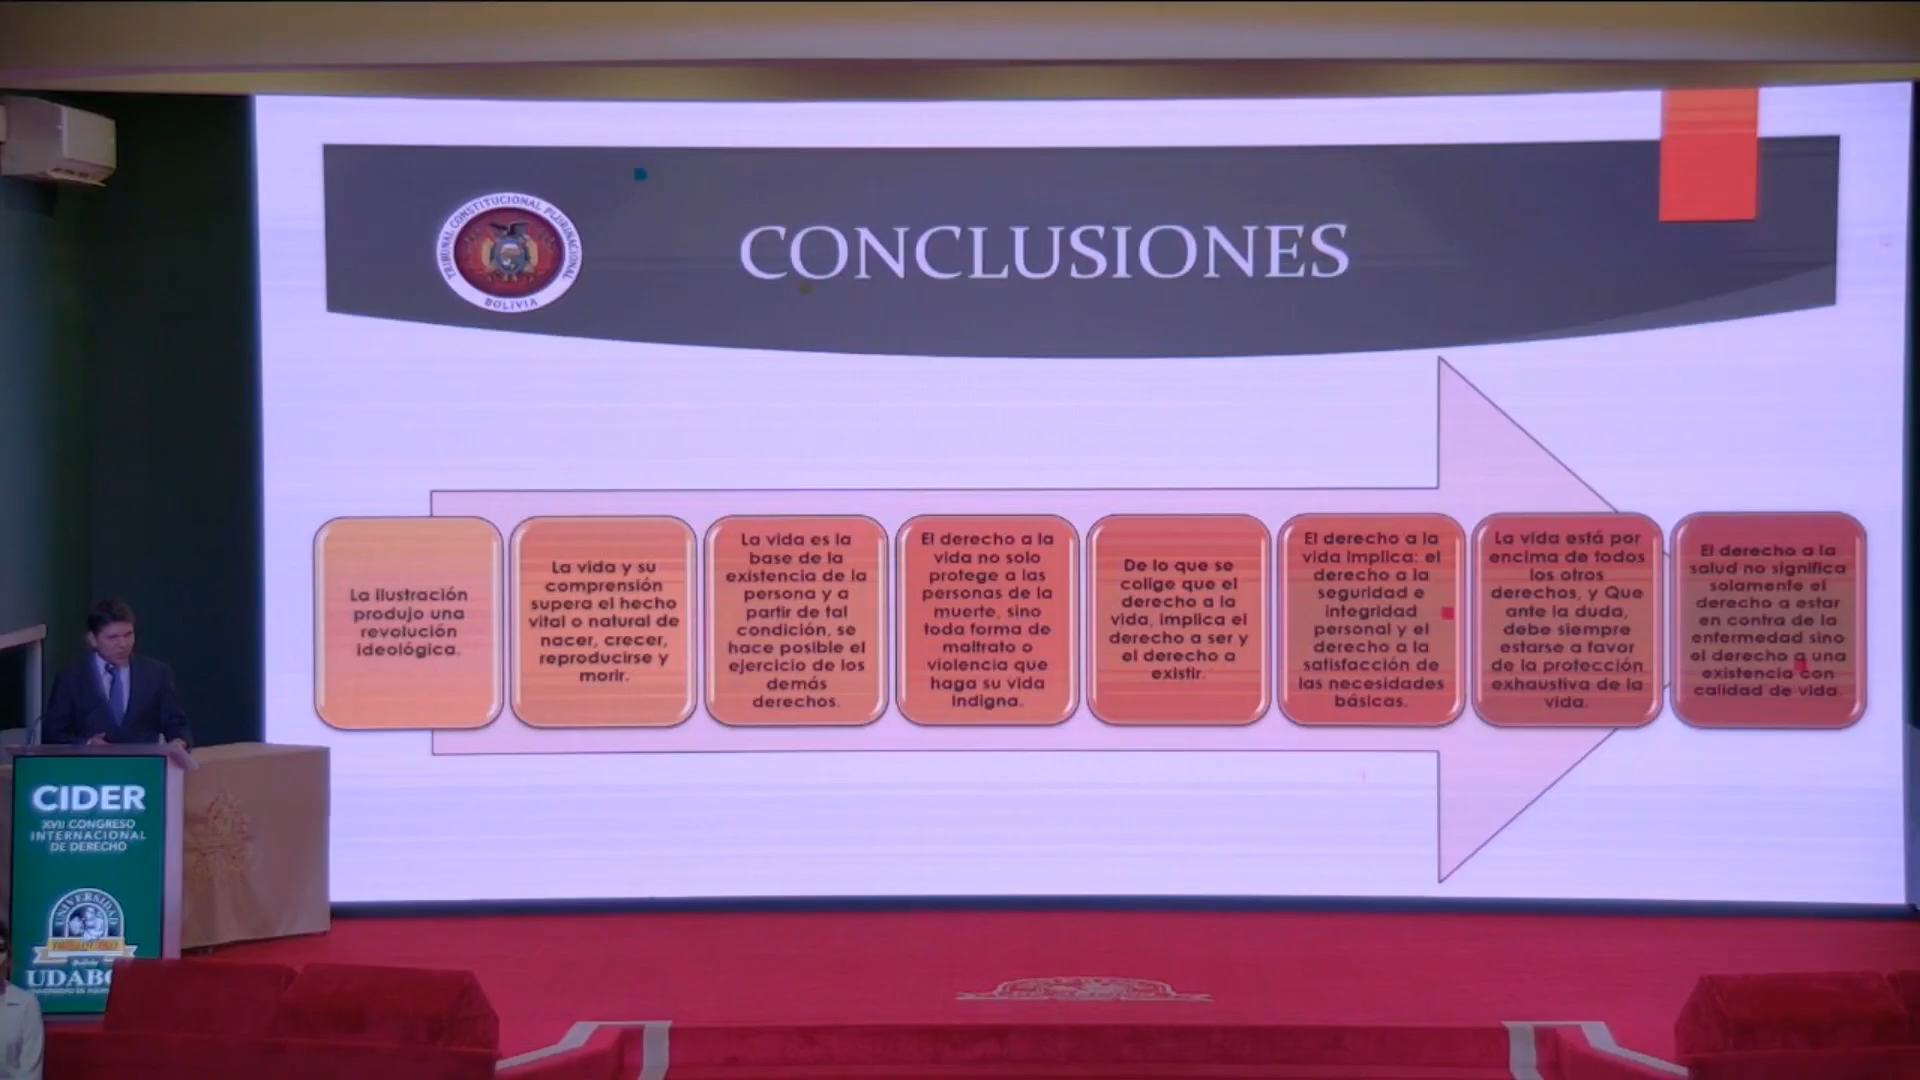 TRIBUNAL CONSTITUCIONAL PLURINACIONAL
BOLIVIA
CONCLUSIONES
La ilustración
produjo una
revolución
ideológica.
La vida y su
comprensión
supera el hecho
vital o natural de
nacer, crecer,
reproducirse y
morir.
La vida es la
base de la
existencia de la
persona y a
partir de tal
condición, se
hace posible el
ejercicio de los
demás
derechos.
El derecho a la
vida no solo
protege a las
personas de la
muerte, sino
toda forma de
maltrato o
violencia que
haga su vida
indigna.
De lo que se
colige que el
derecho a la
vida, implica el
derecho a ser y
el derecho a
existir.
El derecho a la
vida implica: el
derecho a la
seguridad e
integridad
personal y el
derecho a la
satisfacción de
las necesidades
básicas.
La vida está por
encima de todos
los otros
derechos, y Que
ante la duda,
debe siempre
estarse a favor
de la protección
exhaustiva de la
vida.
El derecho a la
salud no significa
solamente el
derecho a estar
en contra de la
enfermedad sino
el derecho a una
existencia con
calidad de vida.
CIDER
XVII CONGRESO
INTERNACIONAL
DE DERECHO
UNIVERSIDAD
UDABO